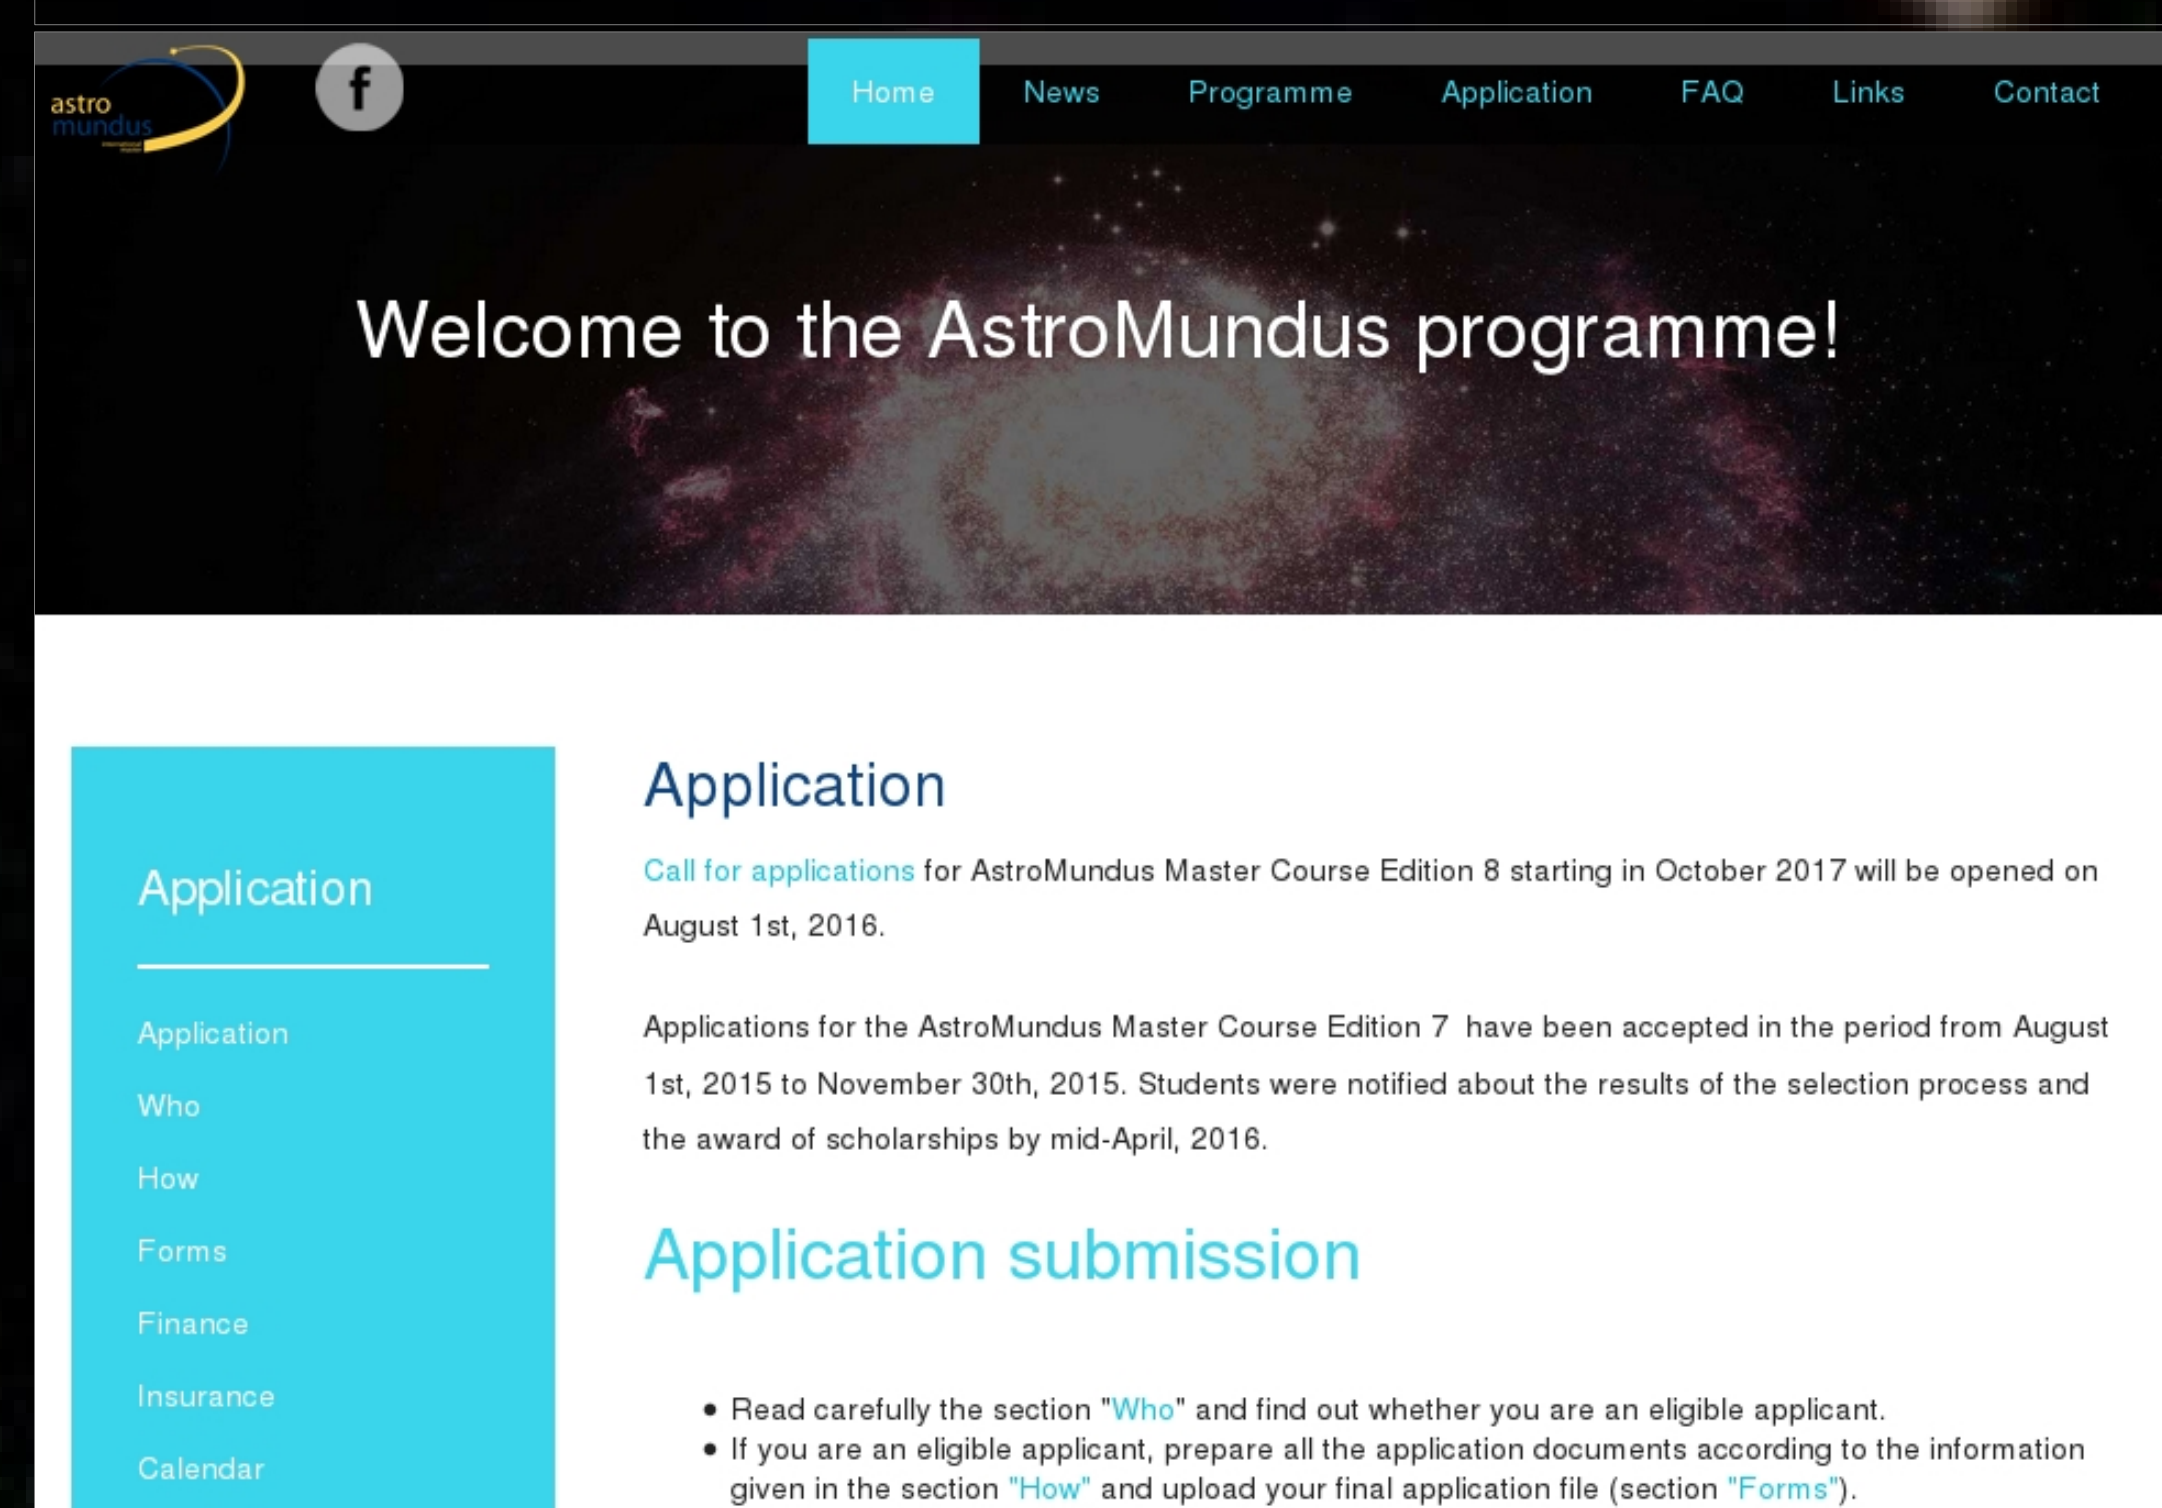 astro
mundus
international
master
f
Home News Programme Application FAQ Links Contact
Welcome to the AstroMundus programme!
Application
Application
Who
How
Forms
Finance
Insurance
Calendar
Application
Call for applications for AstroMundus Master Course Edition 8 starting in October 2017 will be opened on
August 1st, 2016.
Applications for the AstroMundus Master Course Edition 7 have been accepted in the period from August
1st, 2015 to November 30th, 2015. Students were notified about the results of the selection process and
the award of scholarships by mid-April, 2016.
Application submission
• Read carefully the section "Who" and find out whether you are an eligible applicant.
• If you are an eligible applicant, prepare all the application documents according to the information
given in the section "How" and upload your final application file (section "Forms").